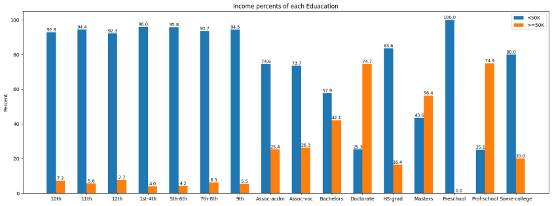 Income percents of each Eduacation
<50K
>=50K
Percent
100
80
60
40
20
0
92.8 94.4 92.3 96.0 95.8 93.7 94.5 74.6 73.7 57.9 25.3 83.6 43.6 100.0 25.1 80.0
7.2 5.6 7.7 4.0 4.2 6.3 5.5 25.4 26.3 42.1 74.7 16.4 56.4 0.0 74.9 20.0
10th 11th 12th 1st-4th 5th-6th 7th-8th 9th Assoc-acdm Assoc-voc Bachelors Doctorate HS-grad Masters Preschool Prof-school Some-college